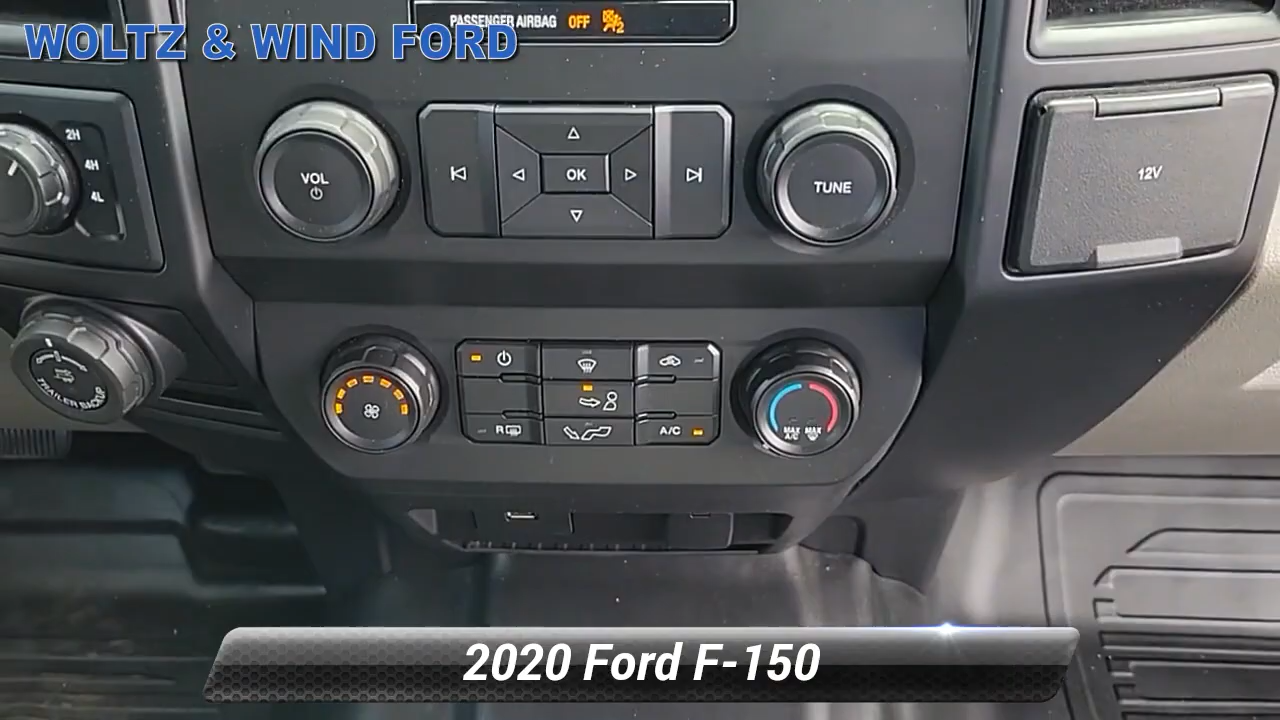 WOLTZ & WIND FORD
PASSENGER AIRBAG OFF
2H
4H
4L
VOL
OK
TUNE
12V
TRAILER BACKUP
R
A/C
MAX A/C
MAX
2020 Ford F-150